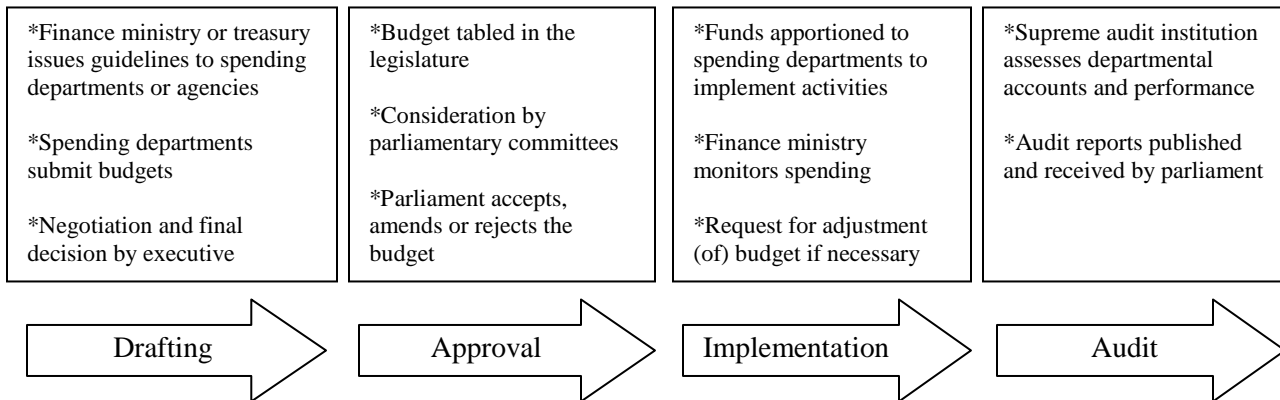 *Finance ministry or treasury
issues guidelines to spending
departments or agencies
*Spending departments
submit budgets
*Negotiation and final
decision by executive
*Budget tabled in the
legislature
*Consideration by
parliamentary committees
*Parliament accepts,
amends or rejects the
budget
*Funds apportioned to
spending departments to
implement activities
*Finance ministry
monitors spending
*Request for adjustment
(of) budget if necessary
*Supreme audit institution
assesses departmental
accounts and performance
*Audit reports published
and received by parliament
Drafting
Approval
Implementation
Audit